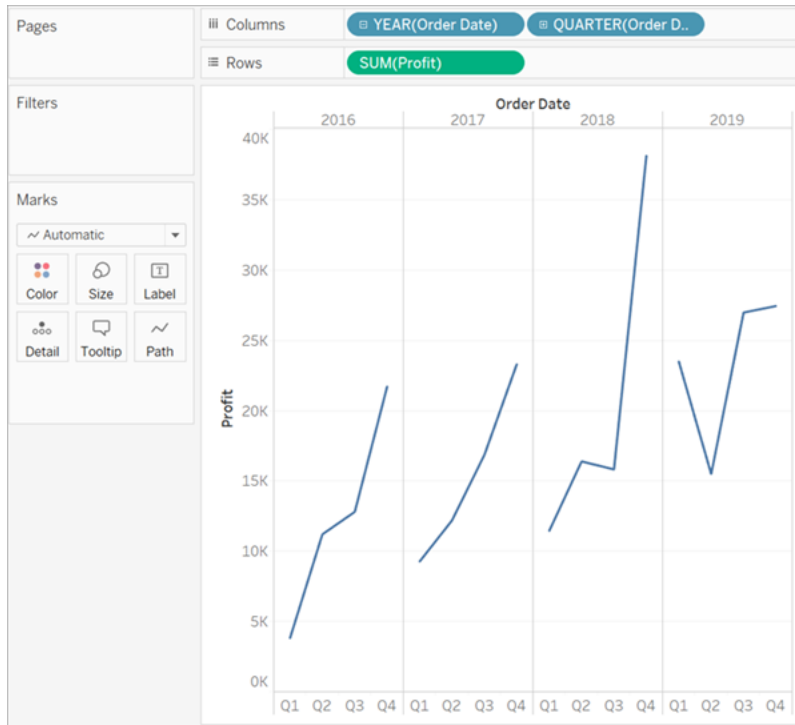 Pages
Columns
YEAR(Order Date)
QUARTER(Order D..
Rows
SUM(Profit)
Filters
Marks
Automatic
Color
Size
Label
Detail
Tooltip
Path
Order Date
2016 2017 2018 2019
40K
35K
30K
25K
20K
15K
10K
5K
0K
Profit
Q1 Q2 Q3 Q4 Q1 Q2 Q3 Q4 Q1 Q2 Q3 Q4 Q1 Q2 Q3 Q4